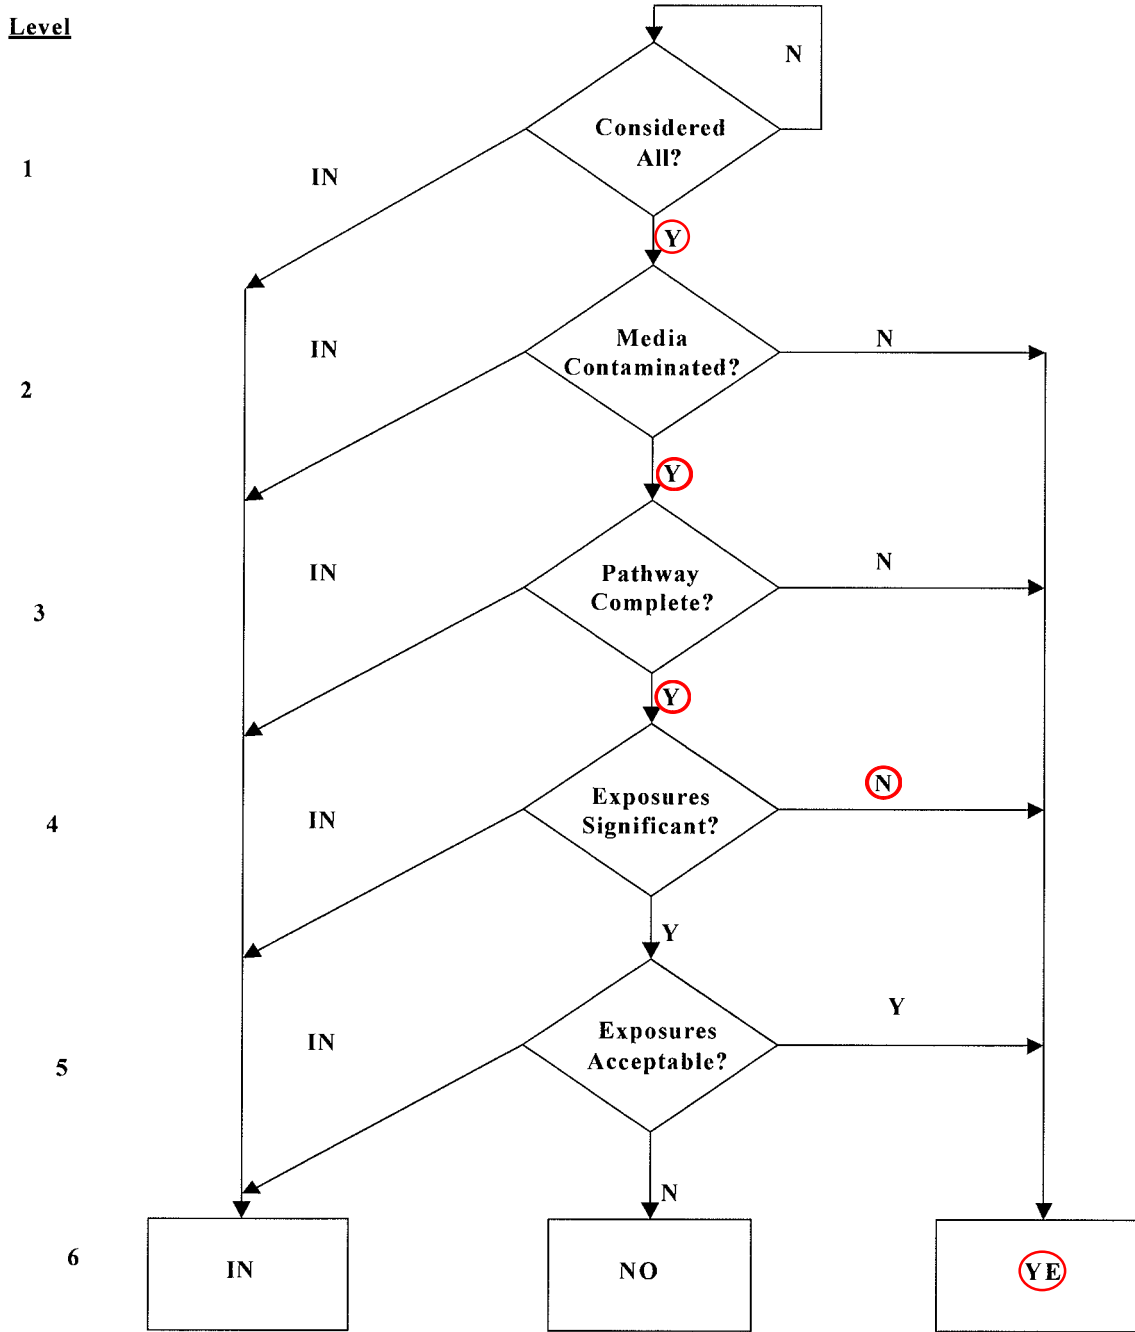 Level
N
Considered
All?
1
IN
Y
IN
Media
Contaminated?
N
2
Y
IN
Pathway
Complete?
N
3
Y
IN
Exposures
Significant?
N
4
Y
IN
Exposures
Acceptable?
Y
5
N
6
IN
NO
YE